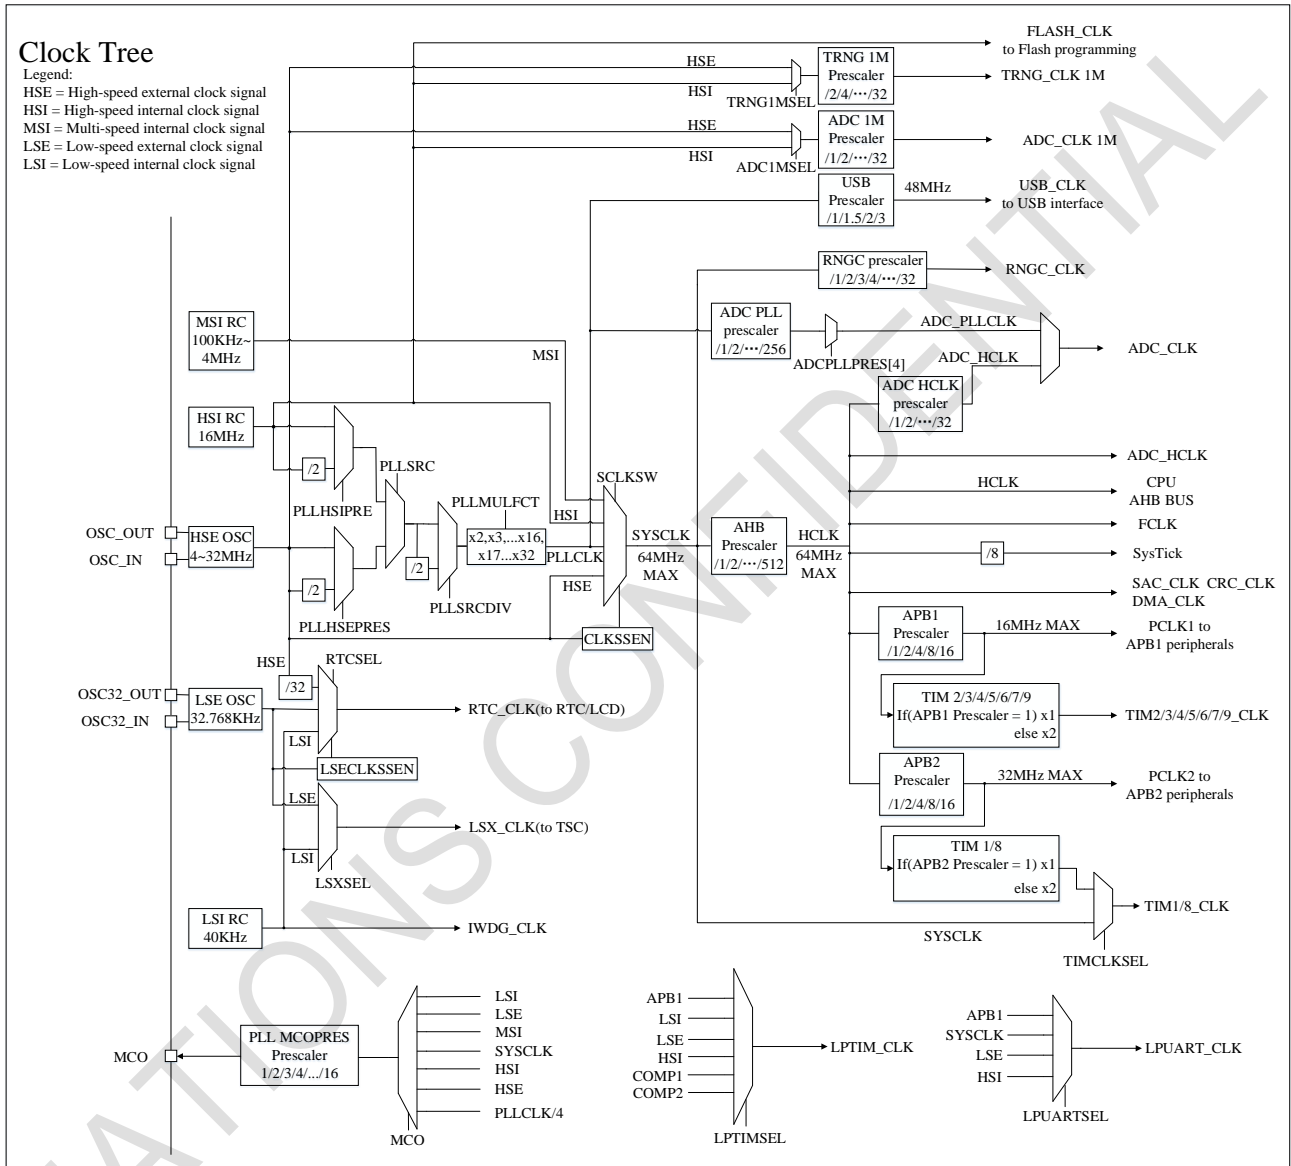 Clock Tree
Legend:
HSE = High-speed external clock signal
HSI = High-speed internal clock signal
MSI = Multi-speed internal clock signal
LSE = Low-speed external clock signal
LSI = Low-speed internal clock signal
FLASH_CLK
to Flash programming
HSE
HSI
TRNG1MSEL
TRNG 1M
Prescaler
/2/4/···/32
TRNG_CLK 1M
HSE
HSI
ADC1MSEL
ADC 1M
Prescaler
/1/2/···/32
ADC_CLK 1M
USB
Prescaler
/1/1.5/2/3
48MHz
USB_CLK
to USB interface
RNGC prescaler
/1/2/3/4/···/32
RNGC_CLK
MSI RC
100KHz~
4MHz
MSI
ADC PLL
prescaler
/1/2/···/256
ADCPLLPRES[4]
ADC_PLLCLK
ADC_HCLK
ADC_CLK
ADC HCLK
prescaler
/1/2/···/32
HSI RC
16MHz
/2
PLLHSIPRE
PLLSRC
PLLMULFCT
SCLKSW
ADC_HCLK
HCLK
CPU
AHB BUS
OSC_OUT
OSC_IN
HSE OSC
4~32MHz
/2
PLLHSEPRES
/2
PLLSRCDIV
x2,x3,...x16,
x17...x32
HSI
PLLCLK
HSE
CLKSSEN
SYSCLK
64MHz
MAX
AHB
Prescaler
/1/2/···/512
HCLK
64MHz
MAX
FCLK
/8
SysTick
SAC_CLK CRC_CLK
DMA_CLK
APB1
Prescaler
/1/2/4/8/16
16MHz MAX
PCLK1 to
APB1 peripherals
HSE
RTCSEL
/32
OSC32_OUT
OSC32_IN
LSE OSC
32.768KHz
LSI
RTC_CLK(to RTC/LCD)
LSECLKSSEN
TIM 2/3/4/5/6/7/9
If(APB1 Prescaler = 1) x1
else x2
TIM2/3/4/5/6/7/9_CLK
APB2
Prescaler
/1/2/4/8/16
32MHz MAX
PCLK2 to
APB2 peripherals
LSE
LSI
LSXSEL
LSX_CLK(to TSC)
TIM 1/8
If(APB2 Prescaler = 1) x1
else x2
TIM1/8_CLK
LSI RC
40KHz
IWDG_CLK
SYSCLK
TIMCLKSEL
MCO
PLL MCOPRES
Prescaler
1/2/3/4/.../16
LSI
LSE
MSI
SYSCLK
HSI
HSE
PLLCLK/4
MCO
APB1
LSI
LSE
HSI
COMP1
COMP2
LPTIM_CLK
LPTIMSEL
APB1
SYSCLK
LSE
HSI
LPUART_CLK
LPUARTSEL
ATIONS CONFIDENTIAL